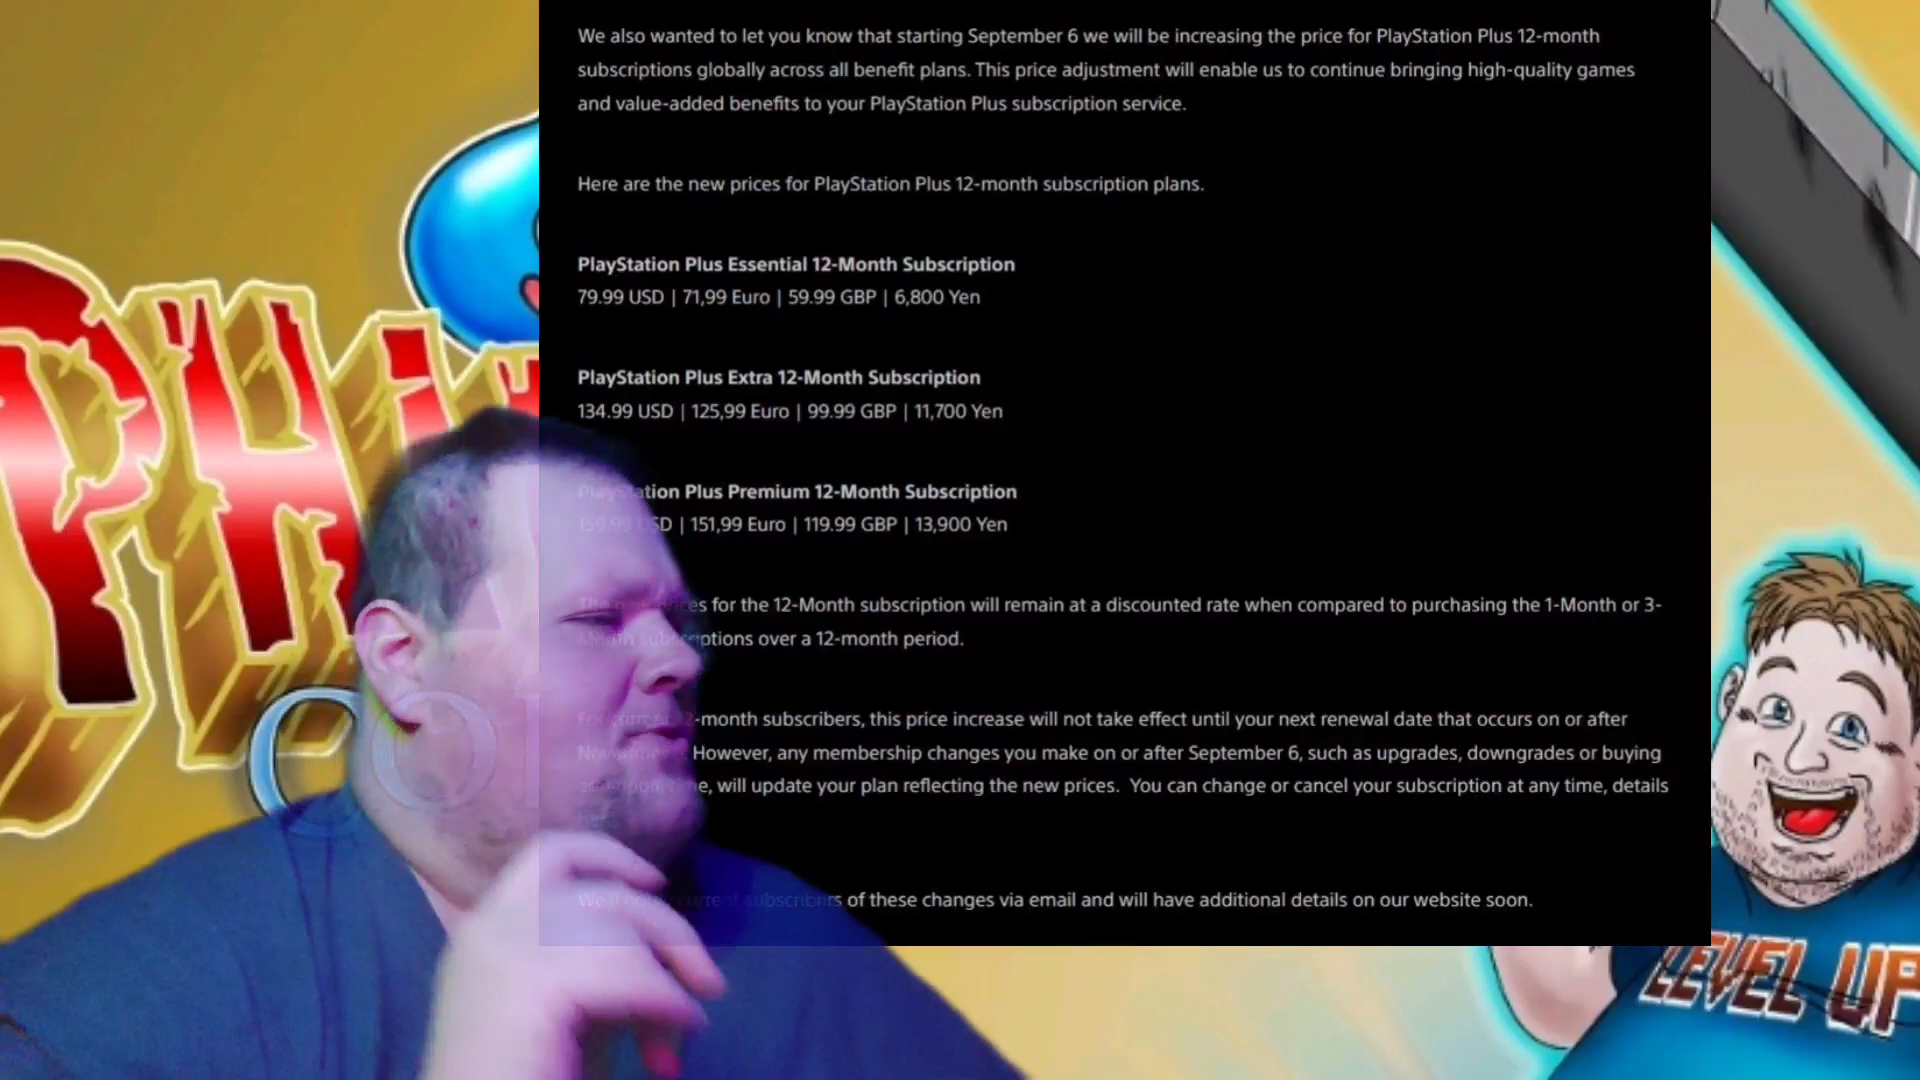 We also wanted to let you know that starting September 6 we will be increasing the price for PlayStation Plus 12-month
subscriptions globally across all benefit plans. This price adjustment will enable us to continue bringing high-quality games
and value-added benefits to your PlayStation Plus subscription service.
Here are the new prices for PlayStation Plus 12-month subscription plans.
PlayStation Plus Essential 12-Month Subscription
79.99 USD | 71,99 Euro | 59.99 GBP | 6,800 Yen
PlayStation Plus Extra 12-Month Subscription
134.99 USD | 125,99 Euro | 99.99 GBP | 11,700 Yen
PlayStation Plus Premium 12-Month Subscription
159.99 USD | 151,99 Euro | 119.99 GBP | 13,900 Yen
for the 12-Month subscription will remain at a discounted rate when compared to purchasing the 1-Month or 3-
subscriptions over a 12-month period.
12-month subscribers, this price increase will not take effect until your next renewal date that occurs on or after
However, any membership changes you make on or after September 6, such as upgrades, downgrades or buying
will update your plan reflecting the new prices. You can change or cancel your subscription at any time, details
current subscribers of these changes via email and will have additional details on our website soon.
LEVEL UP